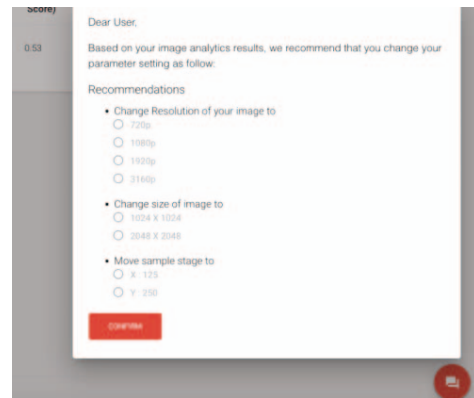 Score)
0.53
Dear User,
Based on your image analytics results, we recommend that you change your
parameter setting as follow:
Recommendations
• Change Resolution of your image to
720p
1080p
1920p
3160p
• Change size of image to
1024 X 1024
2048 X 2048
• Move sample stage to
X : 125
Y : 250
CONFIRM